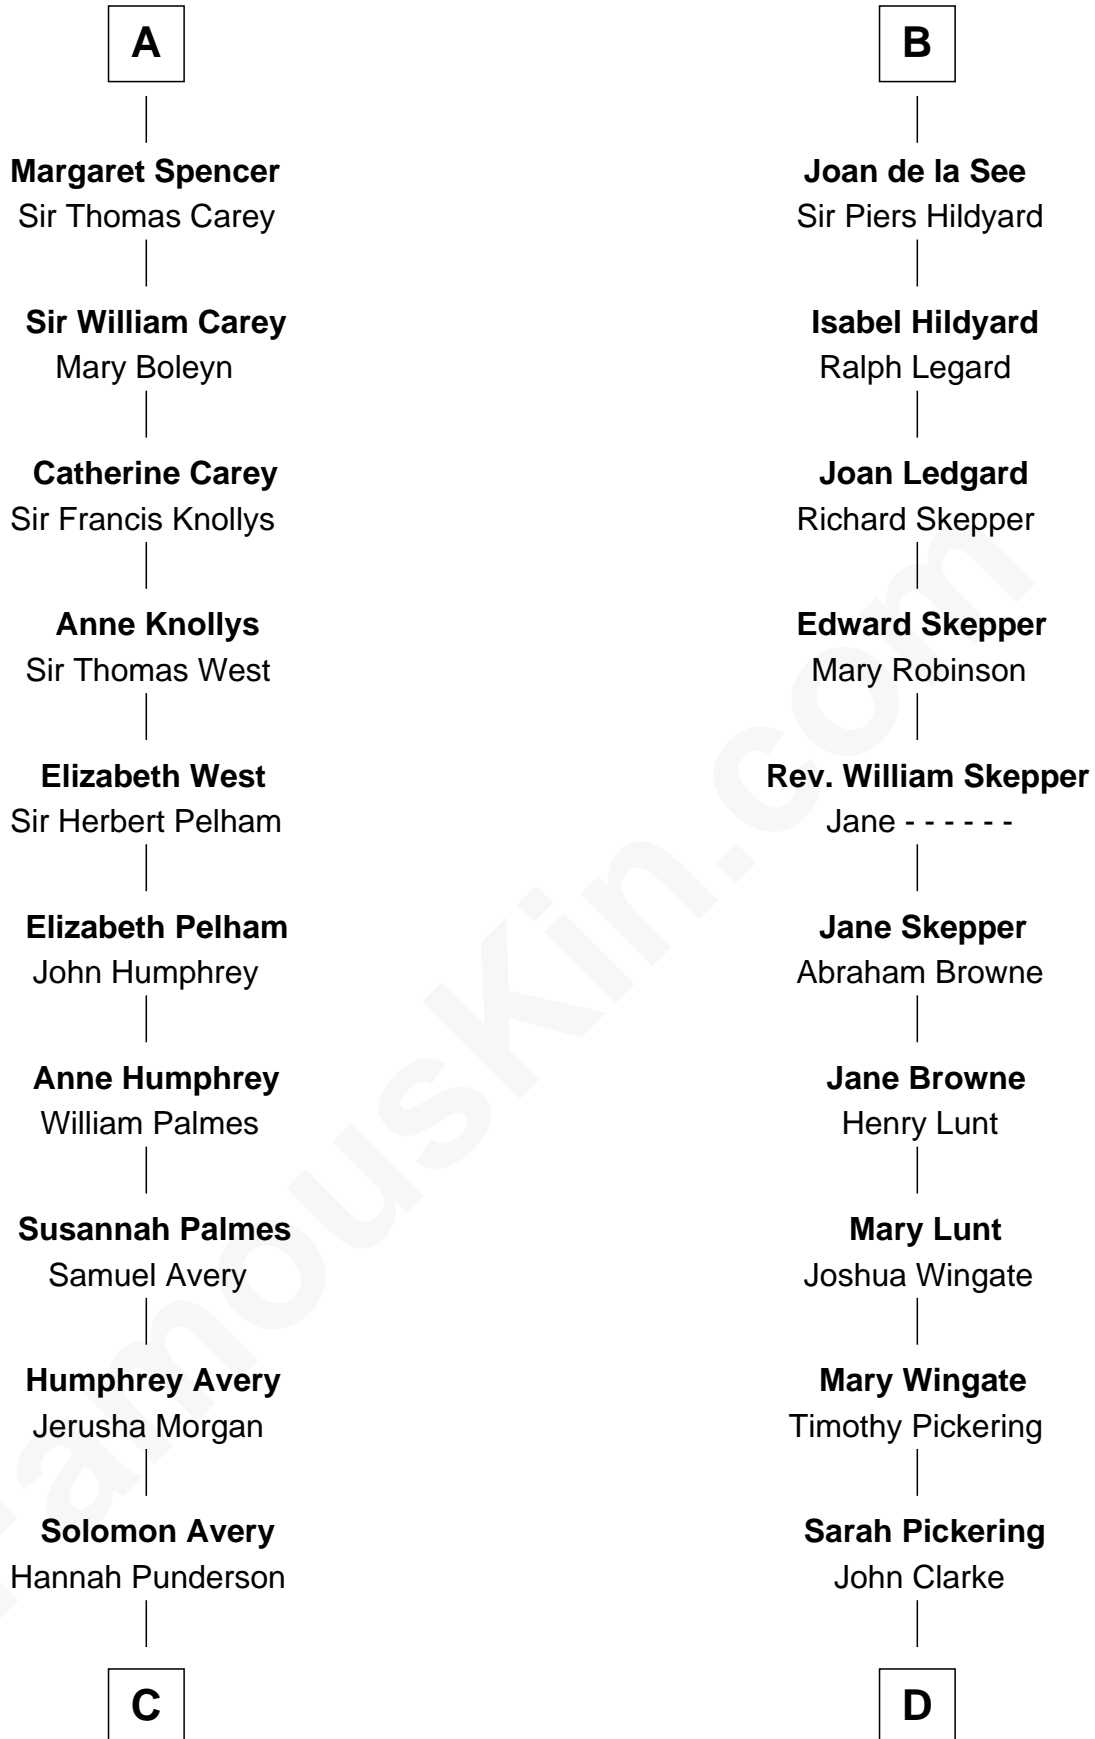 A
Margaret Spencer
Sir Thomas Carey
Sir William Carey
Mary Boleyn
Catherine Carey
Sir Francis Knollys
Anne Knollys
Sir Thomas West
Elizabeth West
Sir Herbert Pelham
Elizabeth Pelham
John Humphrey
Anne Humphrey
William Palmes
Susannah Palmes
Samuel Avery
Humphrey Avery
Jerusha Morgan
Solomon Avery
Hannah Punderson
C
B
Joan de la See
Sir Piers Hildyard
Isabel Hildyard
Ralph Legard
Joan Ledgard
Richard Skepper
Edward Skepper
Mary Robinson
Rev. William Skepper
Jane - - - - - -
Jane Skepper
Abraham Browne
Jane Browne
Henry Lunt
Mary Lunt
Joshua Wingate
Mary Wingate
Timothy Pickering
Sarah Pickering
John Clarke
D
FamousKin.com